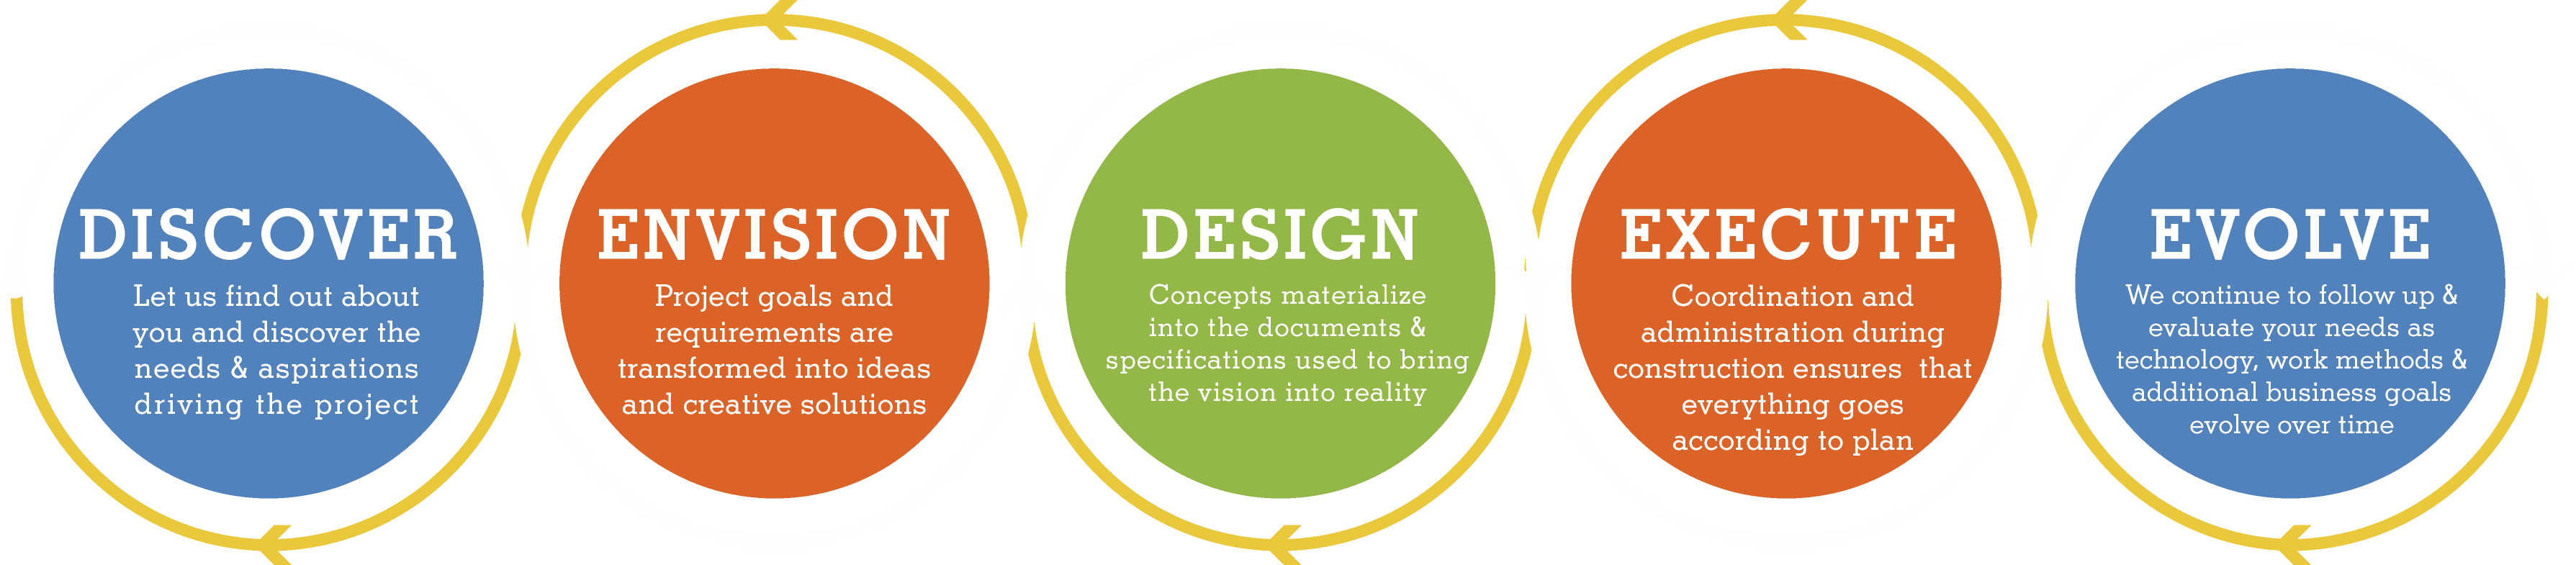 DISCOVER
Let us find out about
you and discover the
needs & aspirations
driving the project
ENVISION
Project goals and
requirements are
transformed into ideas
and creative solutions
DESIGN
Concepts materialize
into the documents &
specifications used to bring
the vision into reality
EXECUTE
Coordination and
administration during
construction ensures  that
everything goes
according to plan
EVOLVE
We continue to follow up &
evaluate your needs as
technology, work methods &
additional business goals
evolve over time